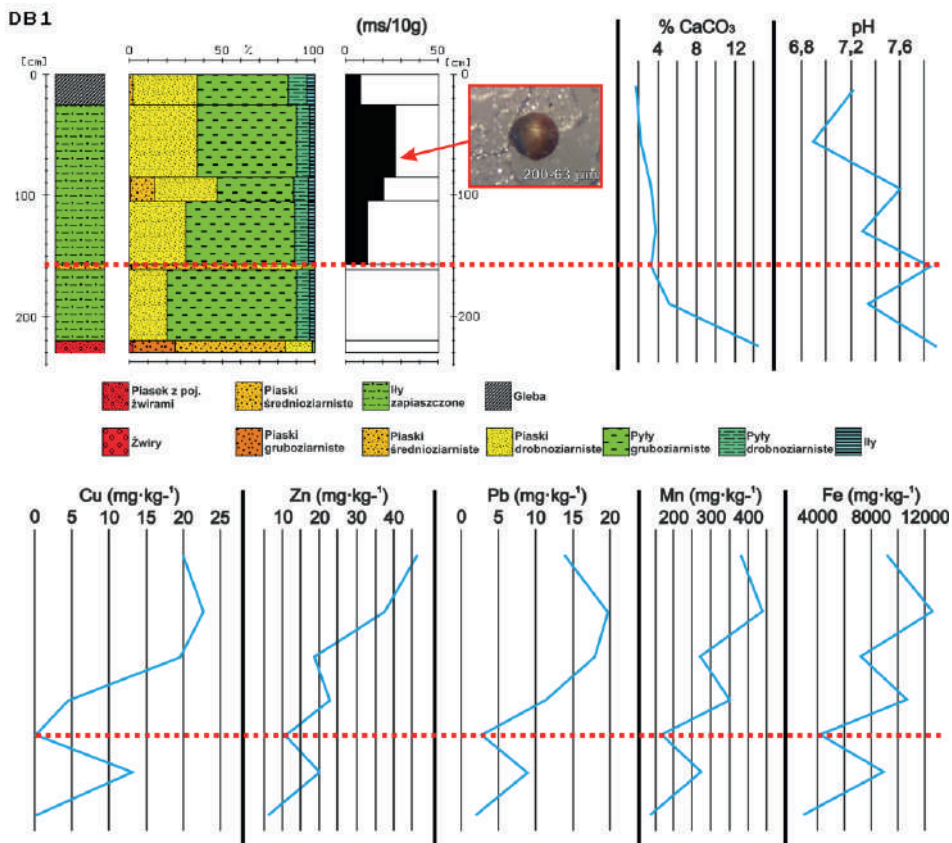 DB1
(ms/10g)
% CaCO₃
pH
0 % 100
0 50
4 8 12
6,8 7,2 7,6
[cm]
[cm]
0
0
100
100
200
200
200-63 µm
Piasek z poj. żwirami
Piaski średnioziarniste
Iły zapiaszczone
Gleba
Żwiry
Piaski gruboziarniste
Piaski średnioziarniste
Piaski drobnoziarniste
Pyły gruboziarniste
Pyły drobnoziarniste
Iły
Cu (mg·kg-¹)
Zn (mg·kg-¹)
Pb (mg·kg-¹)
Mn (mg·kg-¹)
Fe (mg·kg-¹)
0 5 10 15 20 25
10 20 30 40
0 5 10 15 20
200 300 400
4000 8000 12000